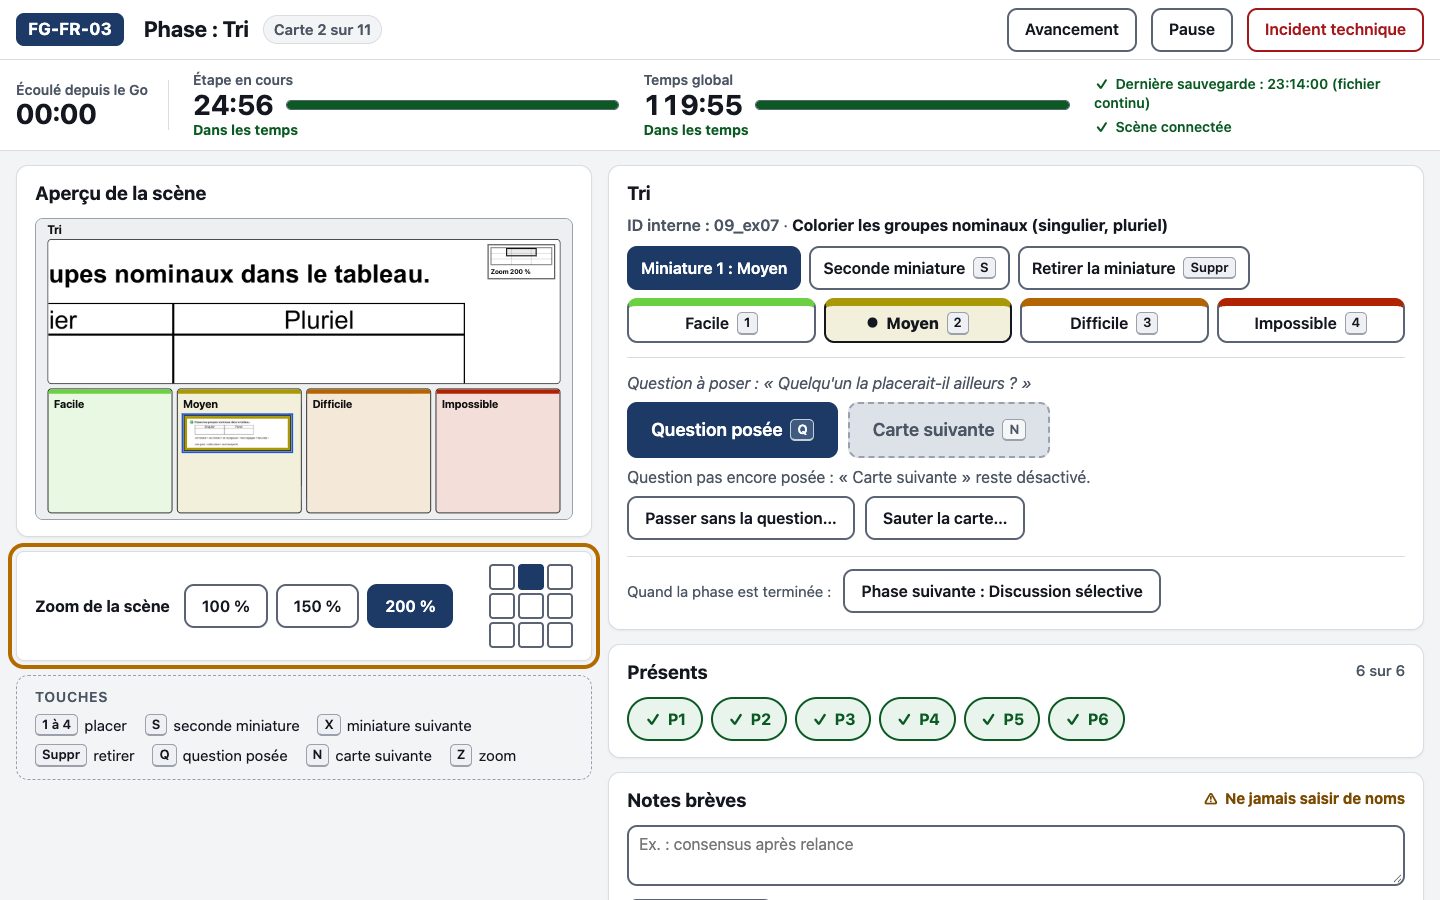 FG-FR-03
Phase : Tri
Carte 2 sur 11
Avancement
Pause
Incident technique
Écoulé depuis le Go
00:00
Étape en cours
24:56
Dans les temps
Temps global
119:55
Dans les temps
✓ Dernière sauvegarde : 23:14:00 (fichier
continu)
✓ Scène connectée
Aperçu de la scène
Tri
upes nominaux dans le tableau.
Zoom 200 %
ier
Pluriel
Facile
Moyen
Difficile
Impossible
Zoom de la scène
100 %
150 %
200 %
TOUCHES
1 à 4 placer
S seconde miniature
X miniature suivante
Suppr retirer
Q question posée
N carte suivante
Z zoom
Tri
ID interne : 09_ex07 · Colorier les groupes nominaux (singulier, pluriel)
Miniature 1 : Moyen
Seconde miniature S
Retirer la miniature Suppr
Facile 1
● Moyen 2
Difficile 3
Impossible 4
Question à poser : « Quelqu'un la placerait-il ailleurs ? »
Question posée Q
Carte suivante N
Question pas encore posée : « Carte suivante » reste désactivé.
Passer sans la question...
Sauter la carte...
Quand la phase est terminée :
Phase suivante : Discussion sélective
Présents
6 sur 6
✓ P1
✓ P2
✓ P3
✓ P4
✓ P5
✓ P6
Notes brèves
⚠ Ne jamais saisir de noms
Ex. : consensus après relance